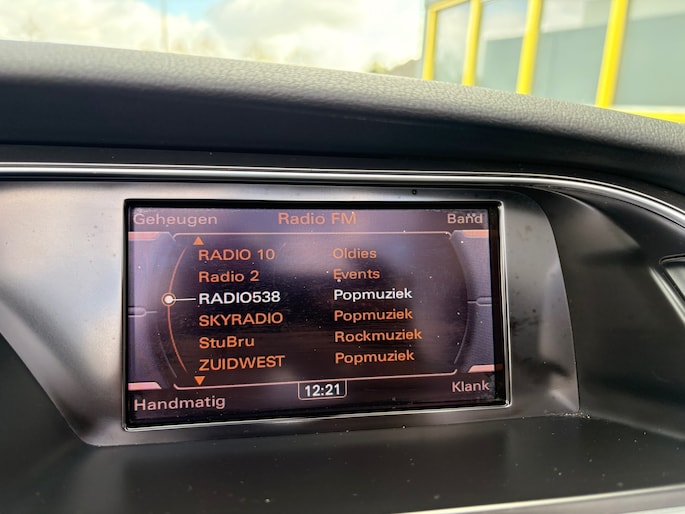 Geheugen Radio FM Band
RADIO 10 Oldies
Radio 2 Events
RADIO538 Popmuziek
SKYRADIO Popmuziek
StuBru Rockmuziek
ZUIDWEST Popmuziek
12:21
Handmatig Klank